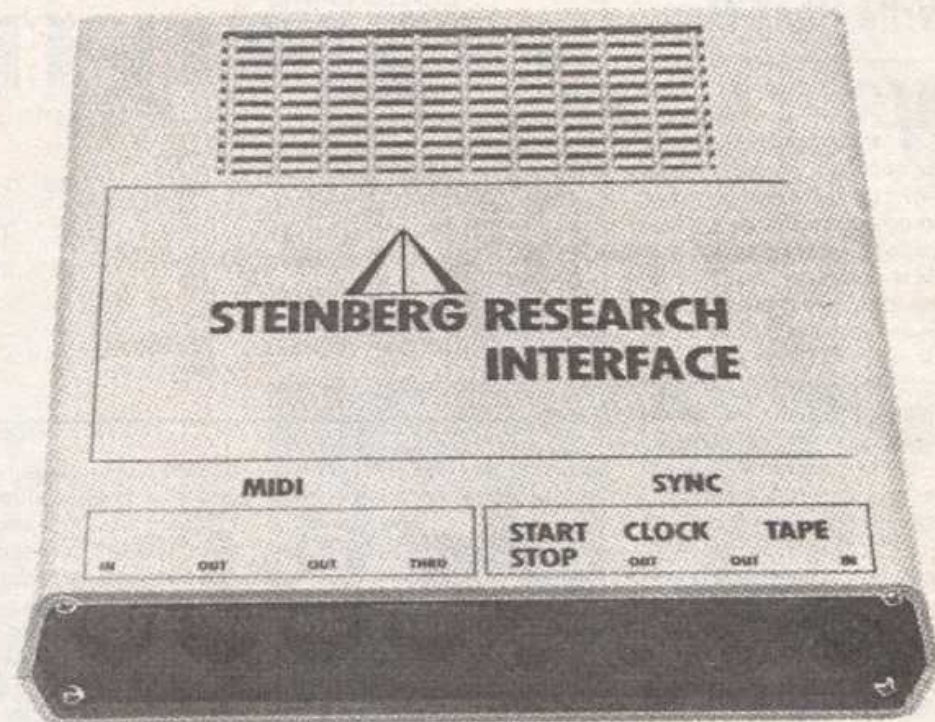 STEINBERG RESEARCH
INTERFACE
MIDI
SYNC
START CLOCK TAPE
STOP
IN OUT OUT THRU
OUT OUT IN